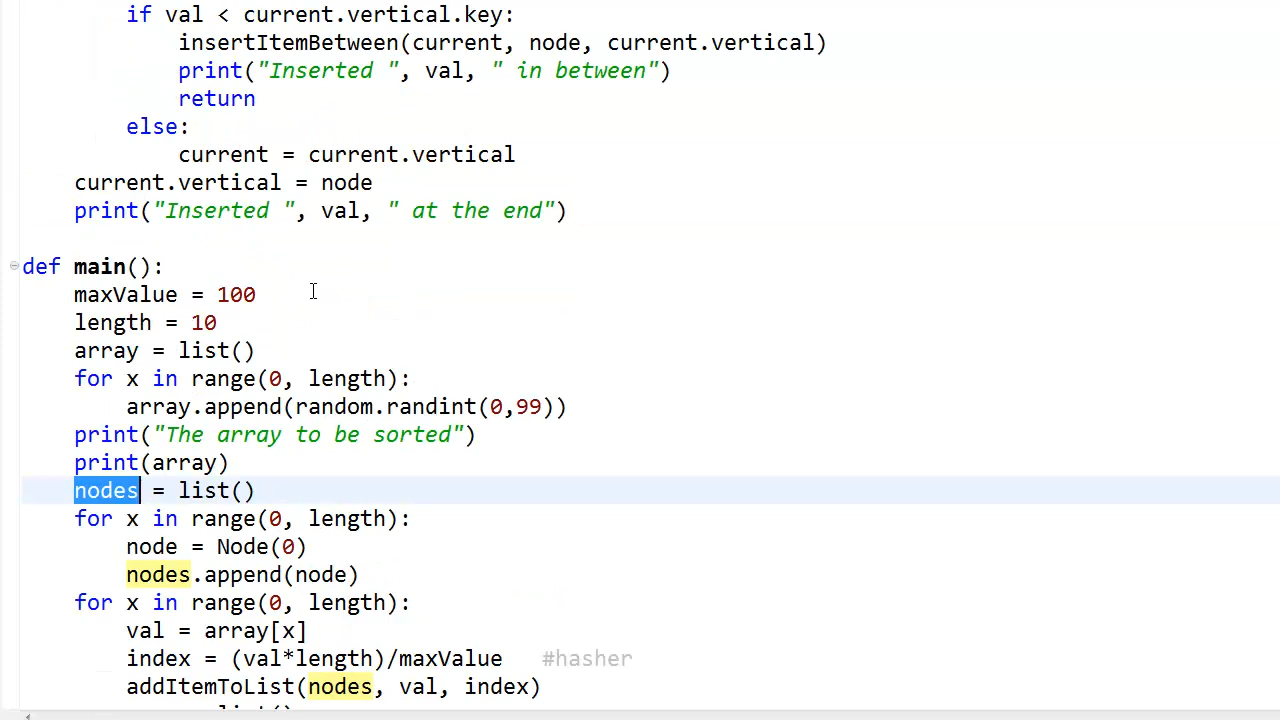 if val < current.vertical.key:
insertItemBetween(current, node, current.vertical)
print("Inserted ", val, " in between")
return
else:
current = current.vertical
current.vertical = node
print("Inserted ", val, " at the end")
def main():
maxValue = 100
length = 10
array = list()
for x in range(0, length):
array.append(random.randint(0,99))
print("The array to be sorted")
print(array)
nodes = list()
for x in range(0, length):
node = Node(0)
nodes.append(node)
for x in range(0, length):
val = array[x]
index = (val*length)/maxValue #hasher
addItemToList(nodes, val, index)